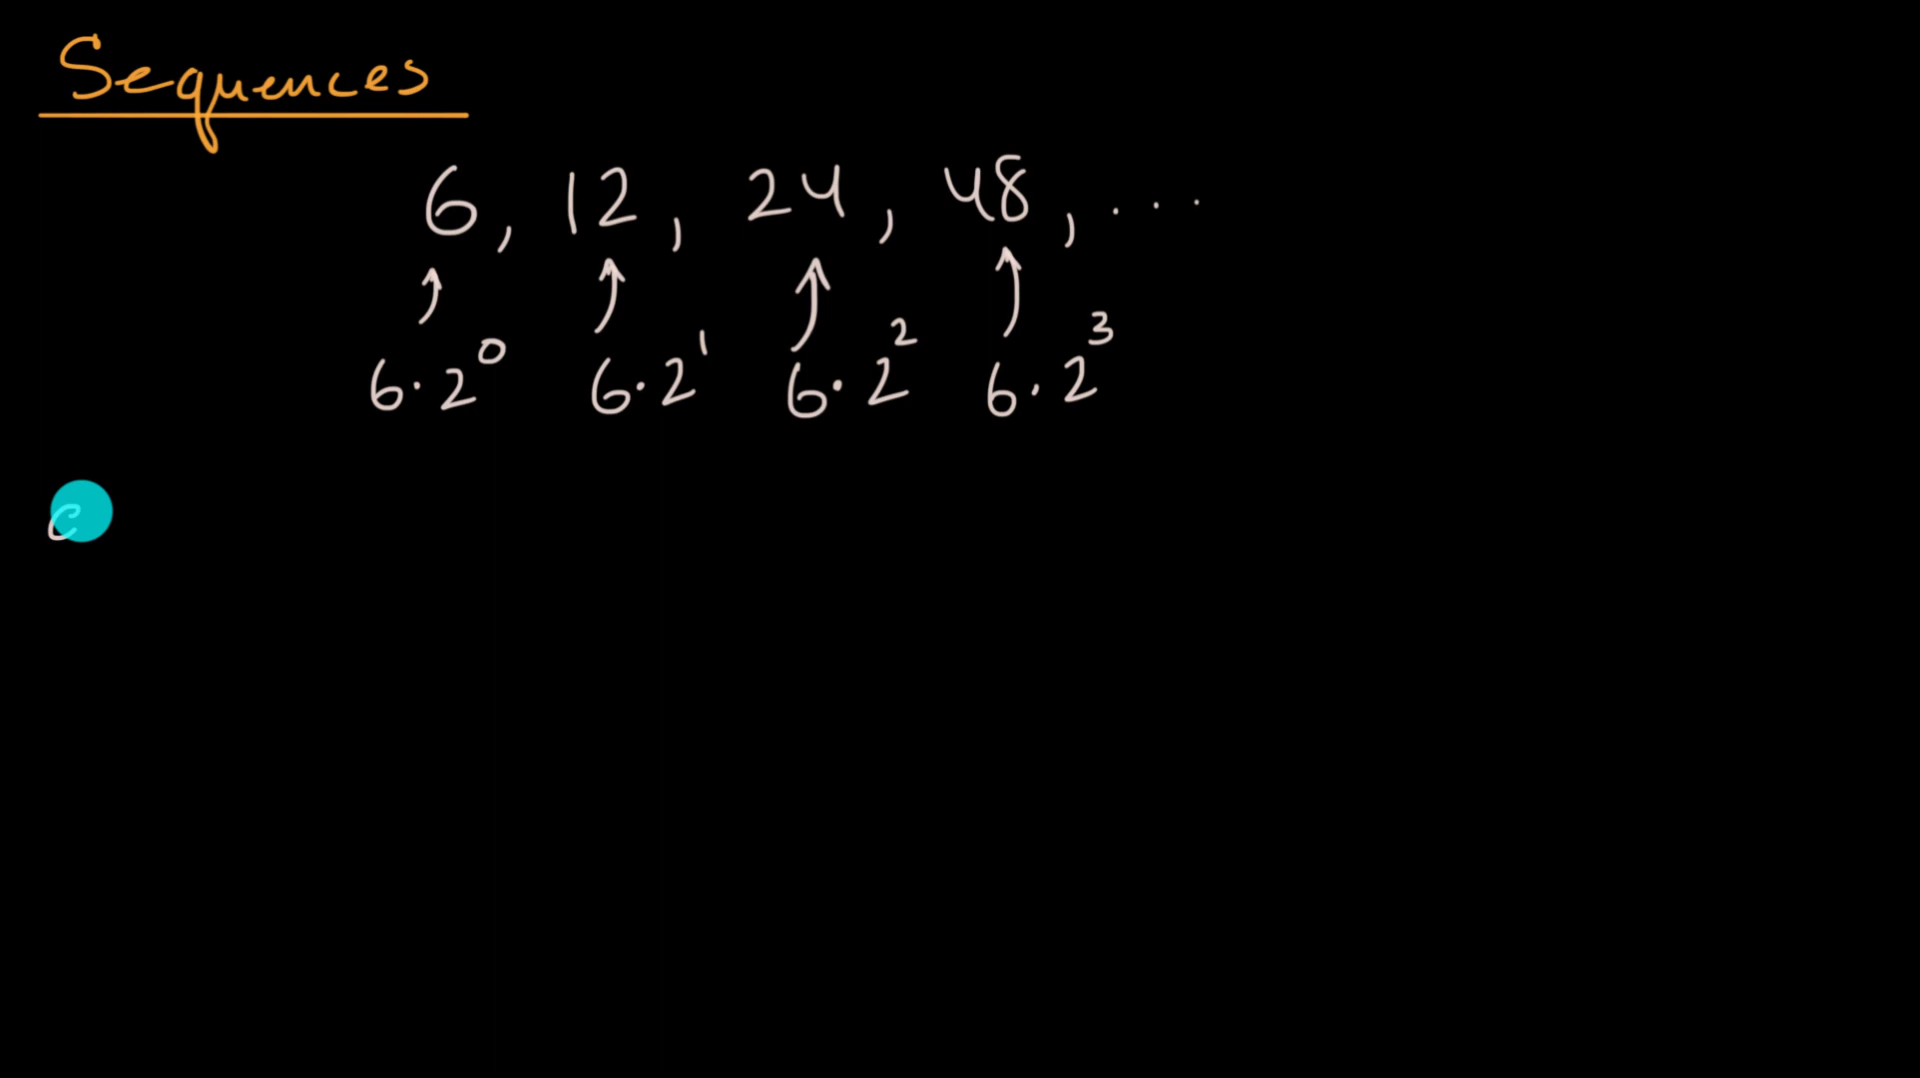 Sequences
6, 12, 24, 48, ...
6·2⁰ 6·2¹ 6·2² 6·2³